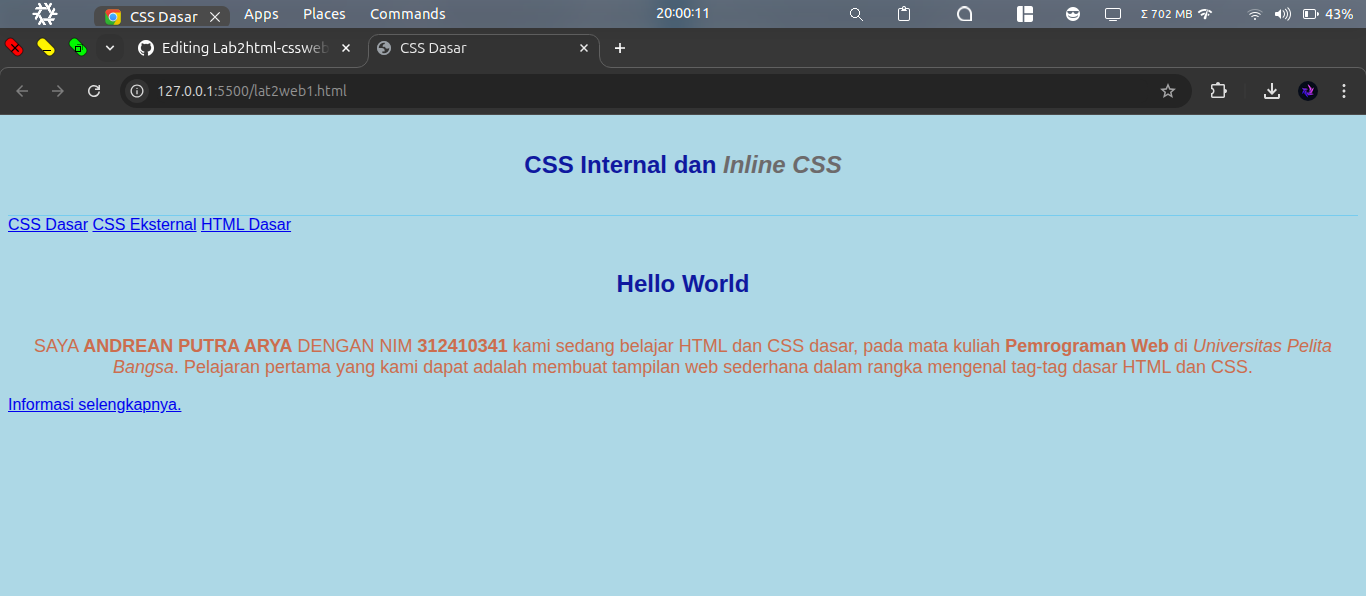 CSS Dasar Apps Places Commands 20:00:11 Σ 702 MB 43%
Editing Lab2html-cssweb CSS Dasar
127.0.0.1:5500/lat2web1.html
CSS Internal dan Inline CSS
CSS Dasar CSS Eksternal HTML Dasar
Hello World
SAYA ANDREAN PUTRA ARYA DENGAN NIM 312410341 kami sedang belajar HTML dan CSS dasar, pada mata kuliah Pemrograman Web di Universitas Pelita
Bangsa. Pelajaran pertama yang kami dapat adalah membuat tampilan web sederhana dalam rangka mengenal tag-tag dasar HTML dan CSS.
Informasi selengkapnya.